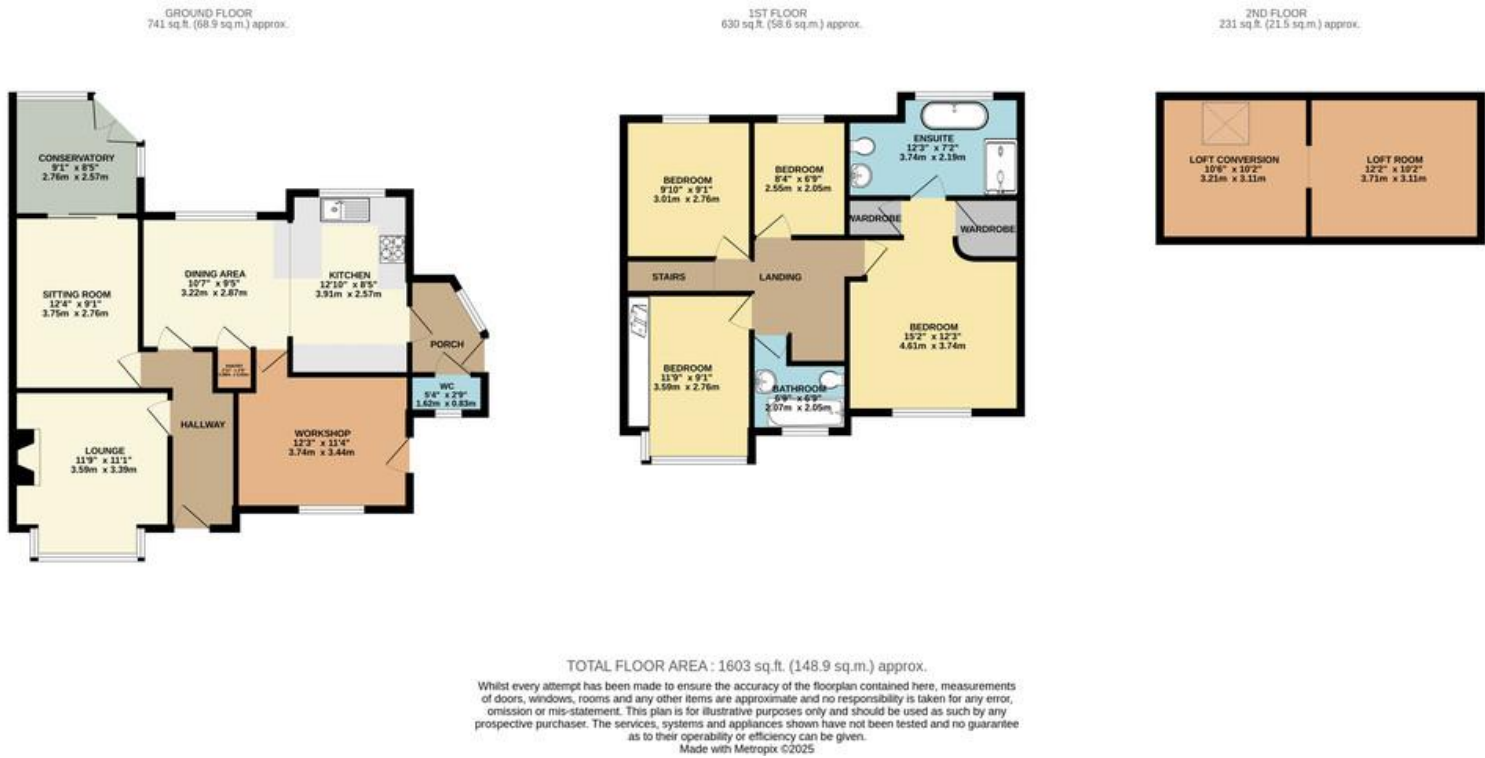 GROUND FLOOR
741 sq.ft. (68.9 sq.m.) approx.
1ST FLOOR
630 sq.ft. (58.6 sq.m.) approx.
2ND FLOOR
231 sq.ft. (21.5 sq.m.) approx.
CONSERVATORY
9'1" x 8'5"
2.76m x 2.57m
DINING AREA
10'7" x 9'5"
3.22m x 2.87m
KITCHEN
12'10" x 8'5"
3.91m x 2.57m
SITTING ROOM
12'4" x 9'1"
3.75m x 2.76m
PORCH
WC
5'4" x 2'9"
1.62m x 0.83m
HALLWAY
WORKSHOP
12'3" x 11'4"
3.74m x 3.44m
LOUNGE
11'9" x 11'1"
3.59m x 3.39m
BEDROOM
9'10" x 9'1"
3.01m x 2.76m
BEDROOM
8'4" x 6'9"
2.55m x 2.05m
ENSUITE
12'3" x 7'2"
3.74m x 2.19m
WARDROBE
WARDROBE
STAIRS
LANDING
BEDROOM
15'2" x 12'3"
4.61m x 3.74m
BEDROOM
11'9" x 9'1"
3.59m x 2.76m
BATHROOM
6'9" x 6'9"
2.07m x 2.05m
LOFT CONVERSION
10'6" x 10'2"
3.21m x 3.11m
LOFT ROOM
12'2" x 10'2"
3.71m x 3.11m
TOTAL FLOOR AREA : 1603 sq.ft. (148.9 sq.m.) approx.
Whilst every attempt has been made to ensure the accuracy of the floorplan contained here, measurements
of doors, windows, rooms and any other items are approximate and no responsibility is taken for any error,
omission or mis-statement. This plan is for illustrative purposes only and should be used as such by any
prospective purchaser. The services, systems and appliances shown have not been tested and no guarantee
as to their operability or efficiency can be given.
Made with Metropix ©2025